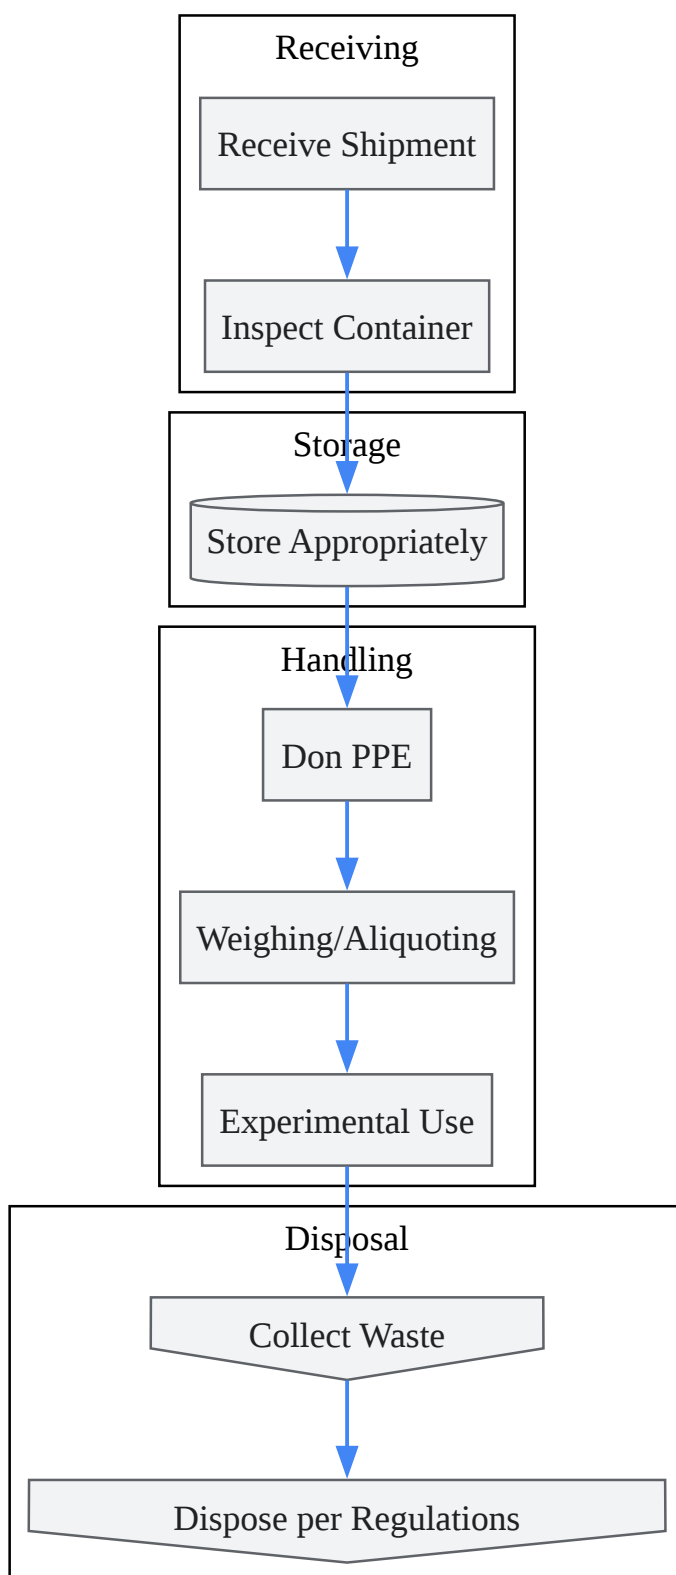 Receiving
Receive Shipment
Inspect Container
Storage
Store Appropriately
Handling
Don PPE
Weighing/Aliquoting
Experimental Use
Disposal
Collect Waste
Dispose per Regulations